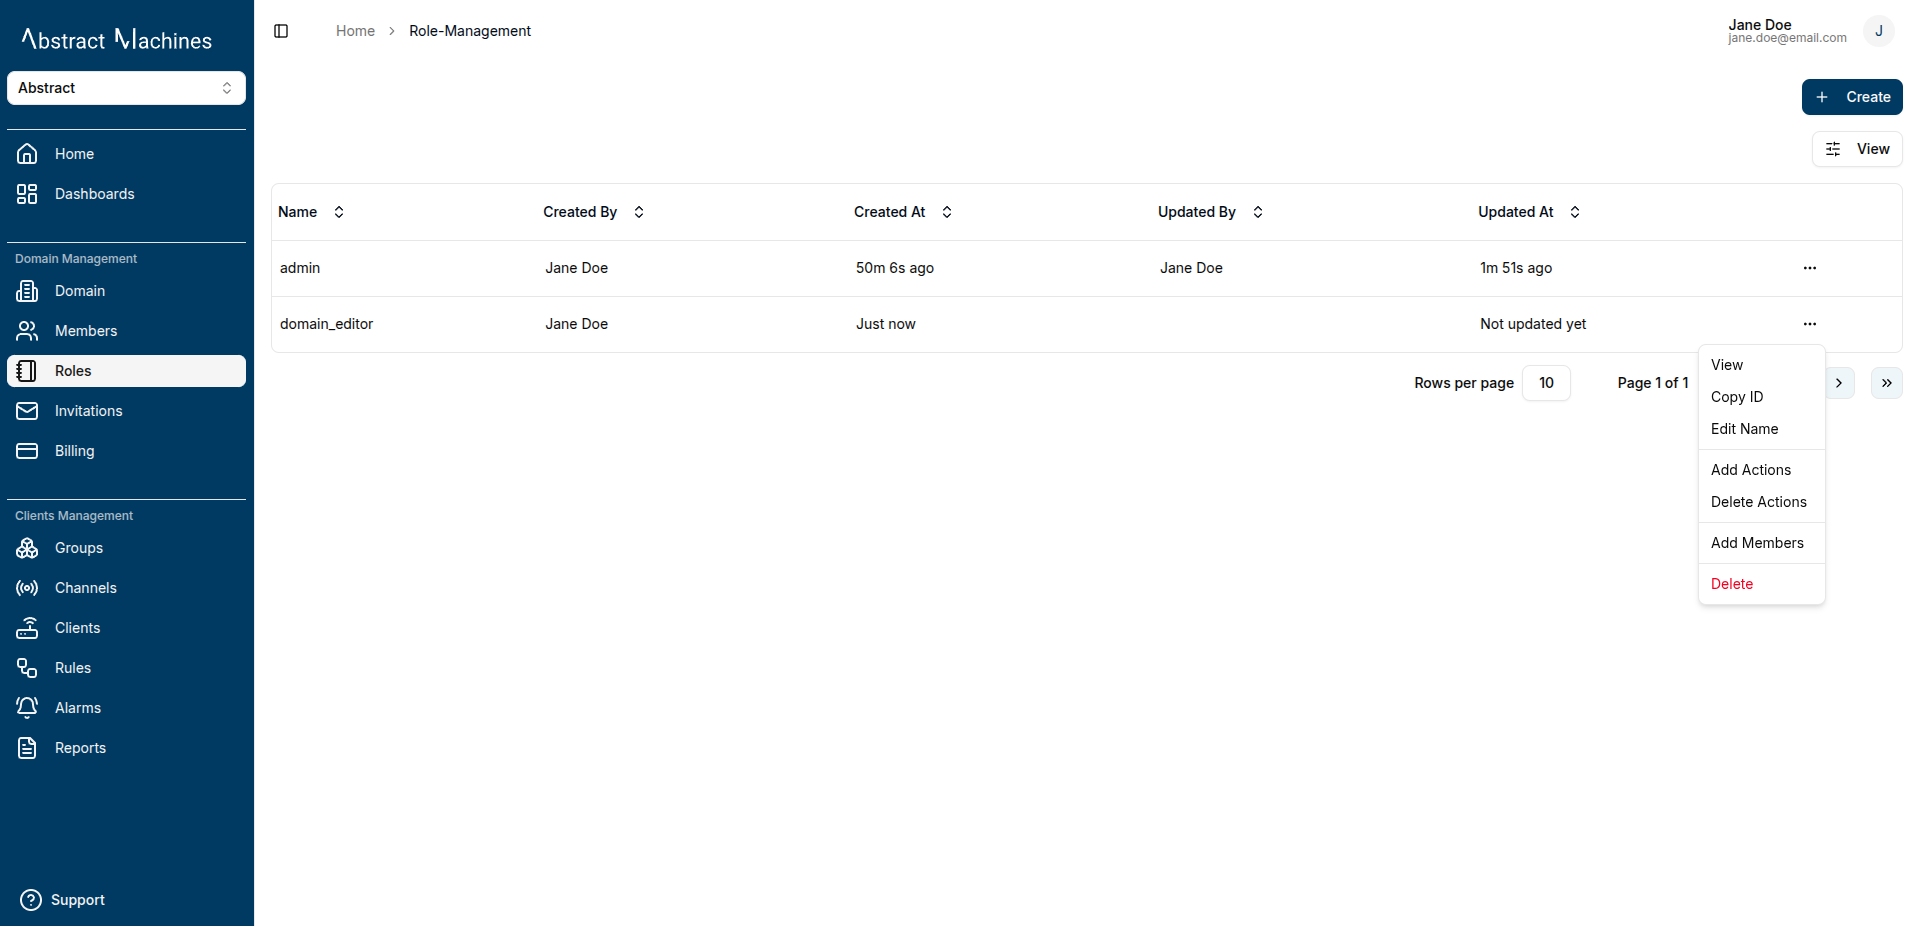 Abstract Machines
Abstract
Home
Dashboards
Domain Management
Domain
Members
Roles
Invitations
Billing
Clients Management
Groups
Channels
Clients
Rules
Alarms
Reports
Support
Home > Role-Management
Jane Doe
jane.doe@email.com
J
+ Create
View
Name Created By Created At Updated By Updated At
admin Jane Doe 50m 6s ago Jane Doe 1m 51s ago ...
domain_editor Jane Doe Just now Not updated yet ...
Rows per page 10 Page 1 of 1
View
Copy ID
Edit Name
Add Actions
Delete Actions
Add Members
Delete